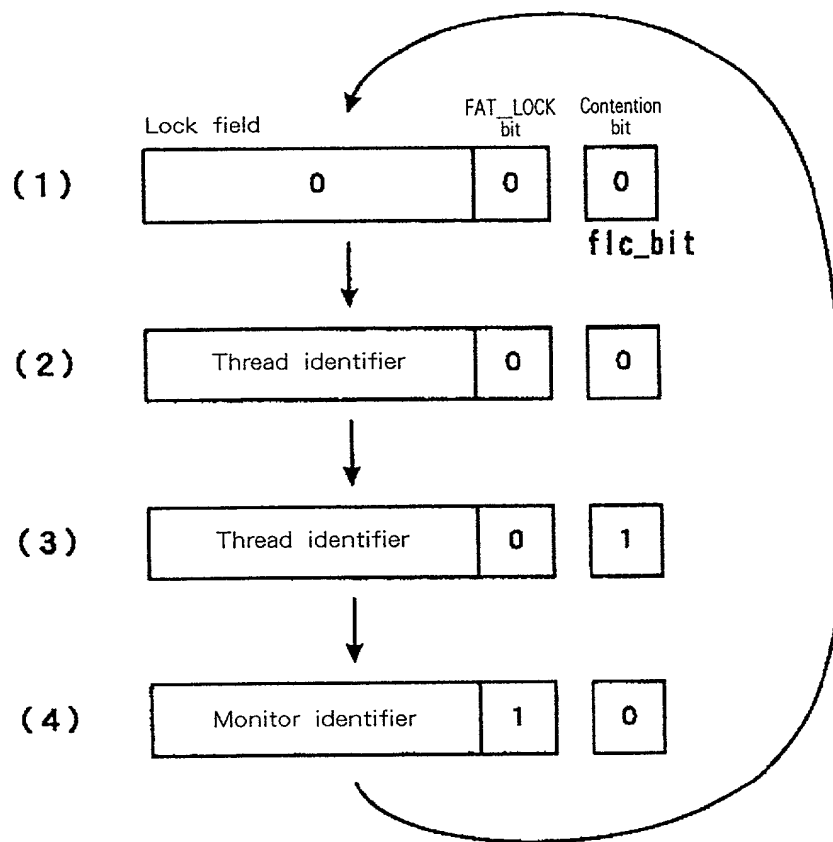 Lock field FAT_LOCK bit Contention bit
(1) 0 0 0
flc_bit
(2) Thread identifier 0 0
(3) Thread identifier 0 1
(4) Monitor identifier 1 0